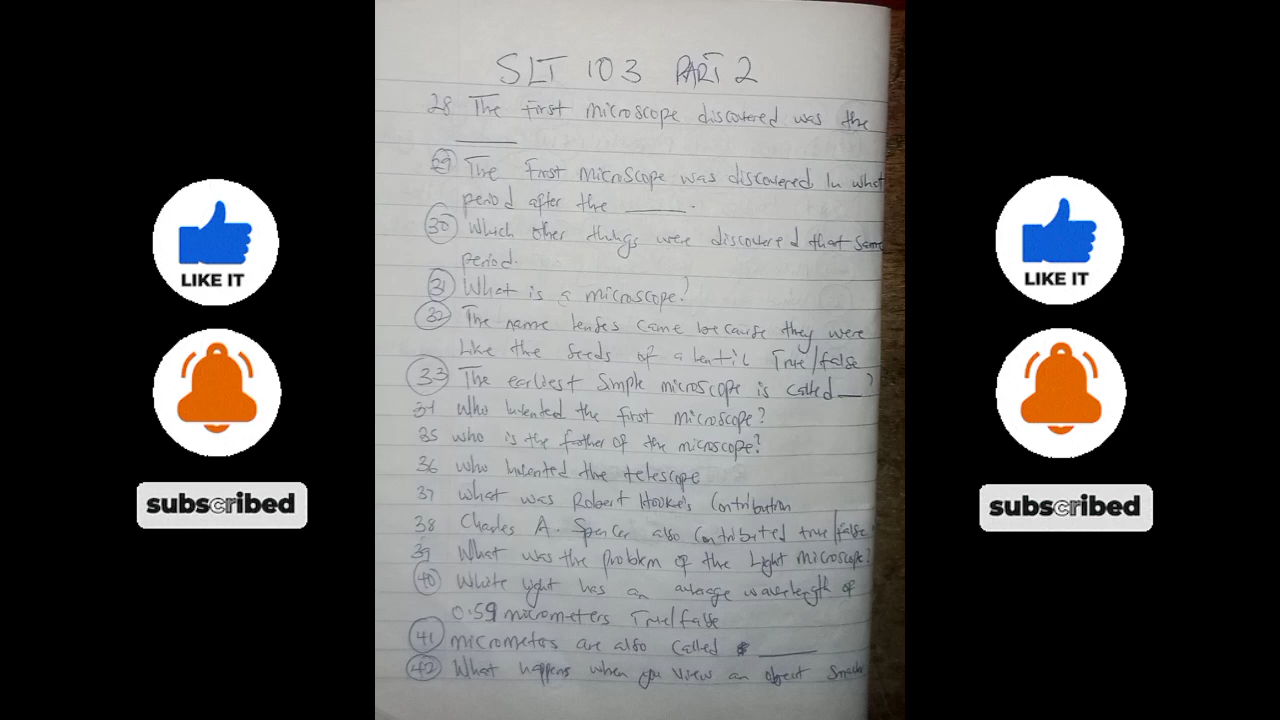 SLT 103 PART 2
28 The first microscope discovered was the
______
29 The first microscope was discovered in what
period after the ______.
30 Which other things were discovered that same
period.
31 What is a microscope?
32 The name lenses came because they were
like the seeds of a lentil True/false
33 The earliest smple microscope is called ___?
34 Who invented the first microscope?
35 who is the father of the microscope?
36 who invented the telescope
37 what was Robert Hooke's Contribution
38 Charles A. Spencer also contributed true/false
39 What was the problem of the Light microscope?
40 White light has an average wavelength of
0.59 micrometers True/false
41 micrometers are also called ______
42 What happens when you view an object
LIKE IT
subscribed
LIKE IT
subscribed